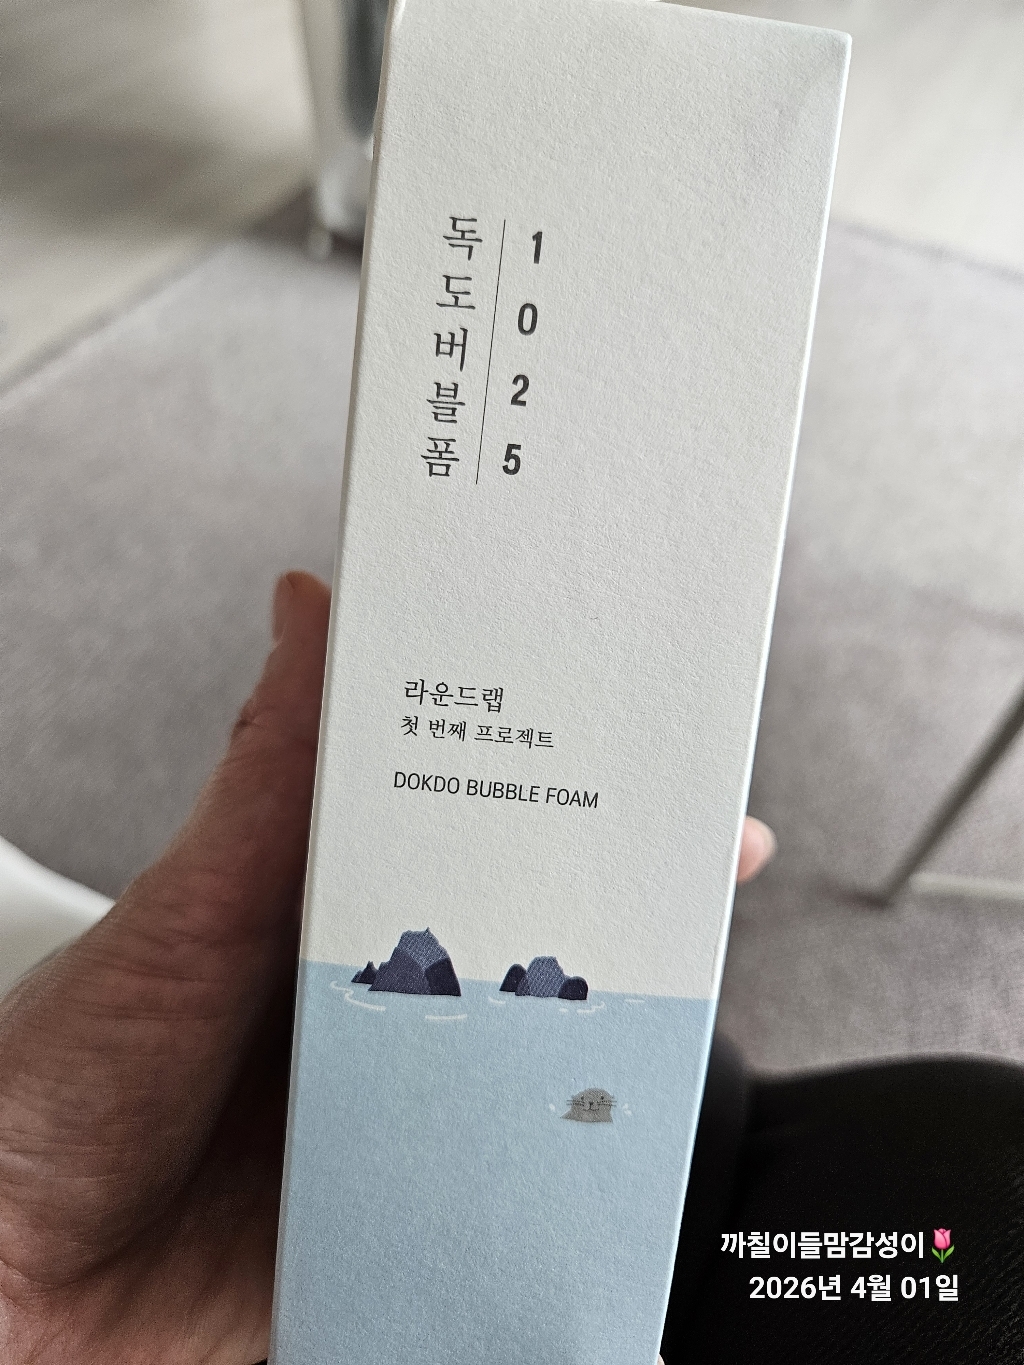 독도버블폼
1025
라운드랩
첫 번째 프로젝트
DOKDO BUBBLE FOAM
까칠이들맘감성이🌷
2026년 4월 01일